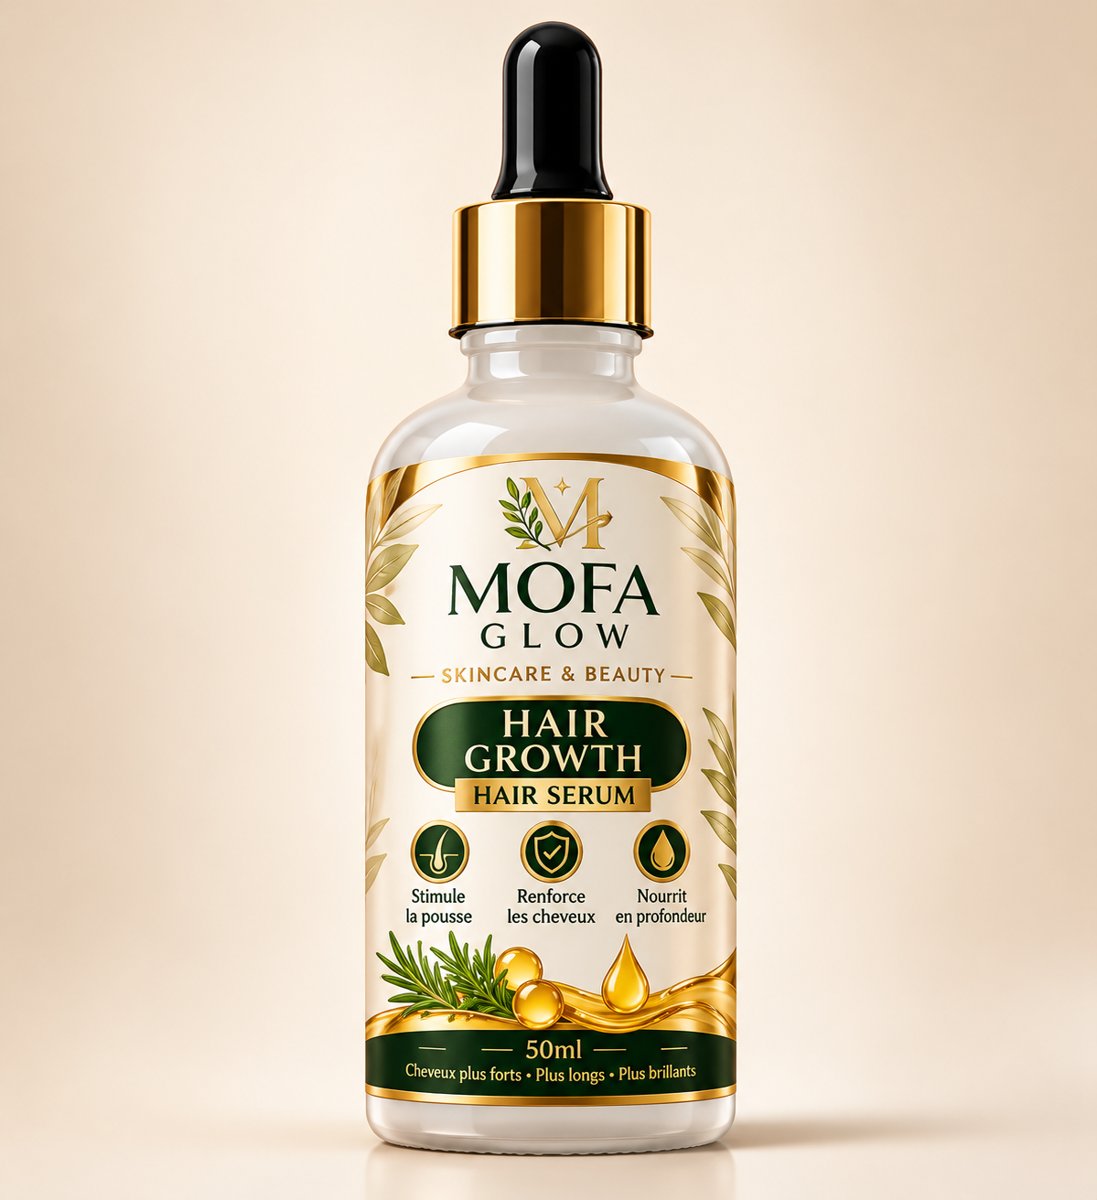 M
MOFA
GLOW
SKINCARE & BEAUTY
HAIR
GROWTH
HAIR SERUM
Stimule
la pousse
Renforce
les cheveux
Nourrit
en profondeur
50ml
Cheveux plus forts • Plus longs • Plus brillants